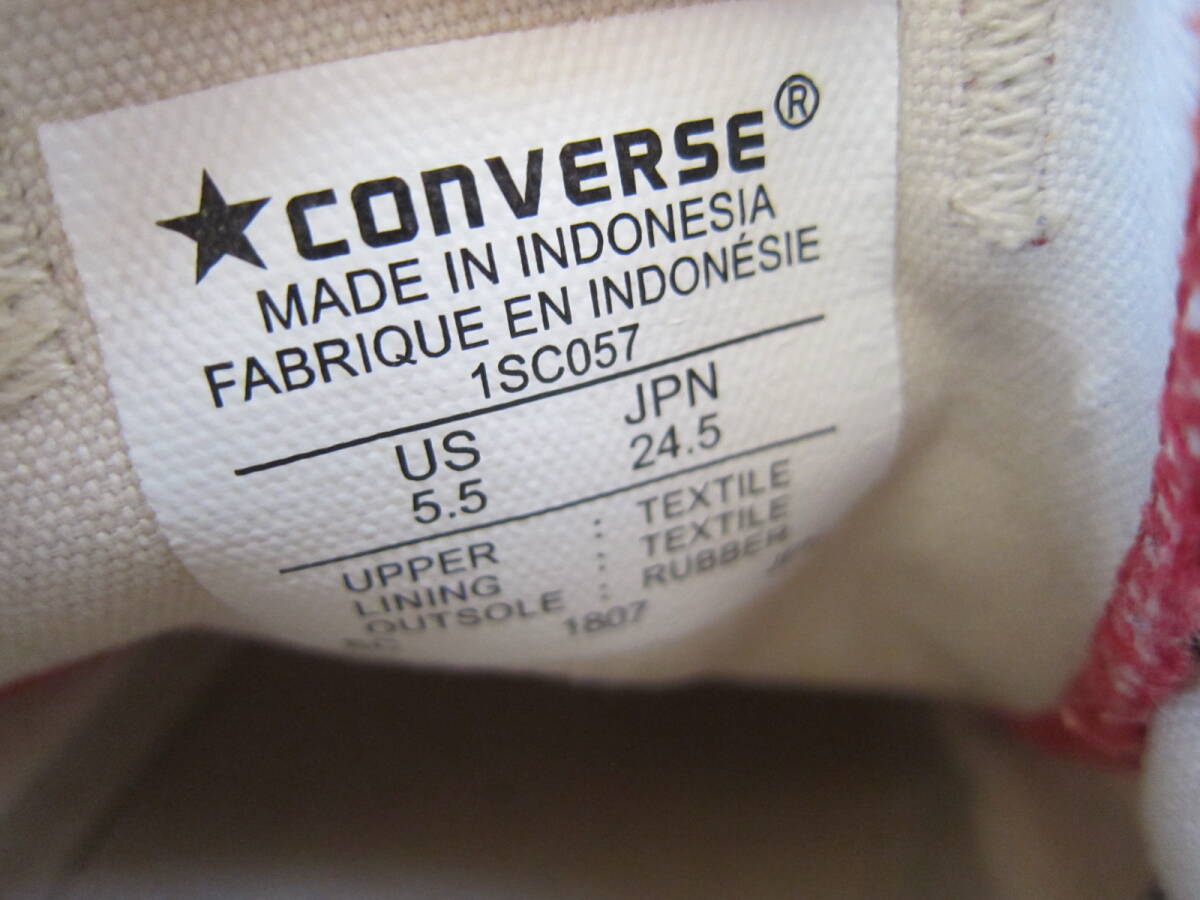 ★CONVERSE®
MADE IN INDONESIA
FABRIQUE EN INDONÉSIE
1SC057
US JPN
5.5 24.5
UPPER : TEXTILE
LINING : TEXTILE
OUTSOLE : RUBBER
1807